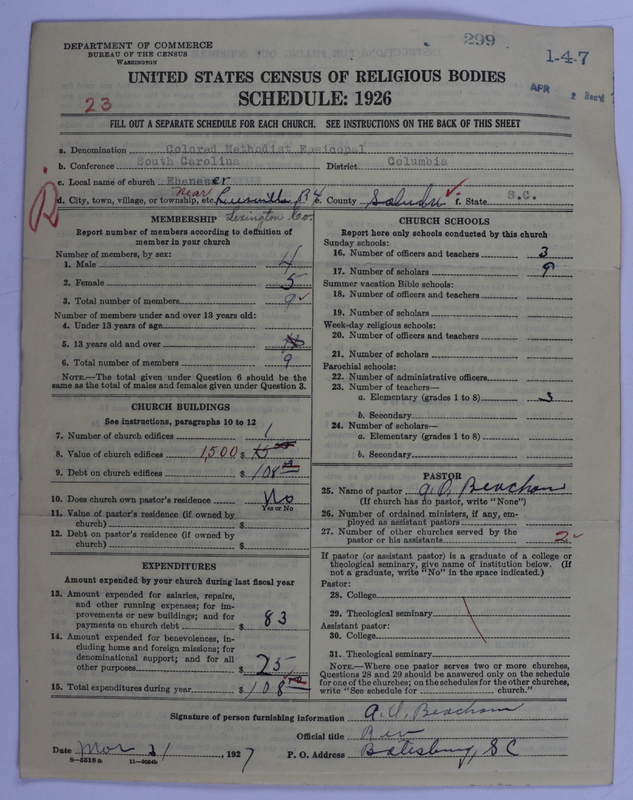 DEPARTMENT OF COMMERCE
BUREAU OF THE CENSUS
WASHINGTON
299
1-4-7
APR 2 Rec'd
UNITED STATES CENSUS OF RELIGIOUS BODIES
23
SCHEDULE: 1926
FILL OUT A SEPARATE SCHEDULE FOR EACH CHURCH. SEE INSTRUCTIONS ON THE BACK OF THIS SHEET
a. Denomination Colored Methodist Episcopal
b. Conference South Carolina District Columbia
c. Local name of church Ebenezer
R
d. City, town, village, or township, etc. Near e. County Saluda f. State S.C.
Lexington Co.
MEMBERSHIP
Report number of members according to definition of
member in your church
Number of members, by sex:
1. Male 4
2. Female 5
3. Total number of members 9
Number of members under and over 13 years old:
4. Under 13 years of age
5. 13 years old and over
6. Total number of members 9
NOTE.—The total given under Question 6 should be the
same as the total of males and females given under Question 3.
CHURCH BUILDINGS
See instructions, paragraphs 10 to 12
7. Number of church edifices 1
8. Value of church edifices 1,500 $
9. Debt on church edifices $ 108
10. Does church own pastor's residence No
Yes or No
11. Value of pastor's residence (if owned by
church) $
12. Debt on pastor's residence (if owned by
church) $
EXPENDITURES
Amount expended by your church during last fiscal year
13. Amount expended for salaries, repairs,
and other running expenses; for im-
provements or new buildings; and for
payments on church debt $ 83
14. Amount expended for benevolences, in-
cluding home and foreign missions; for
denominational support; and for all
other purposes $ 25
15. Total expenditures during year $ 108
CHURCH SCHOOLS
Report here only schools conducted by this church
Sunday schools:
16. Number of officers and teachers 3
17. Number of scholars 9
Summer vacation Bible schools:
18. Number of officers and teachers
19. Number of scholars
Week-day religious schools:
20. Number of officers and teachers
21. Number of scholars
Parochial schools:
22. Number of administrative officers
23. Number of teachers—
a. Elementary (grades 1 to 8) 3
b. Secondary
24. Number of scholars—
a. Elementary (grades 1 to 8)
b. Secondary
PASTOR
25. Name of pastor A. D. Beacham
(If church has no pastor, write "None")
26. Number of ordained ministers, if any, em-
ployed as assistant pastors
27. Number of other churches served by the
pastor or his assistants 2
If pastor (or assistant pastor) is a graduate of a college or
theological seminary, give name of institution below. (If
not a graduate, write "No" in the space indicated.)
Pastor:
28. College
29. Theological seminary
Assistant pastor:
30. College
31. Theological seminary
NOTE.—Where one pastor serves two or more churches,
Questions 28 and 29 should be answered only on the schedule
for one of the churches; on the schedules for the other churches,
write "See schedule for church."
Signature of person furnishing information A. D. Beacham
Official title Rev
Date Mar 21, 1927 P. O. Address Batesburg, SC
8-5519a 11-9054b